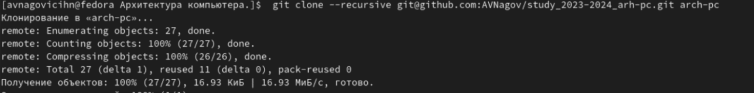 [avnagovicihn@fedora Архитектура компьютера.]$ git clone --recursive git@github.com:AVNagov/study_2023-2024_arh-pc.git arch-pc
Клонирование в «arch-pc»...
remote: Enumerating objects: 27, done.
remote: Counting objects: 100% (27/27), done.
remote: Compressing objects: 100% (26/26), done.
remote: Total 27 (delta 1), reused 11 (delta 0), pack-reused 0
Получение объектов: 100% (27/27), 16.93 КиБ | 16.93 МиБ/с, готово.